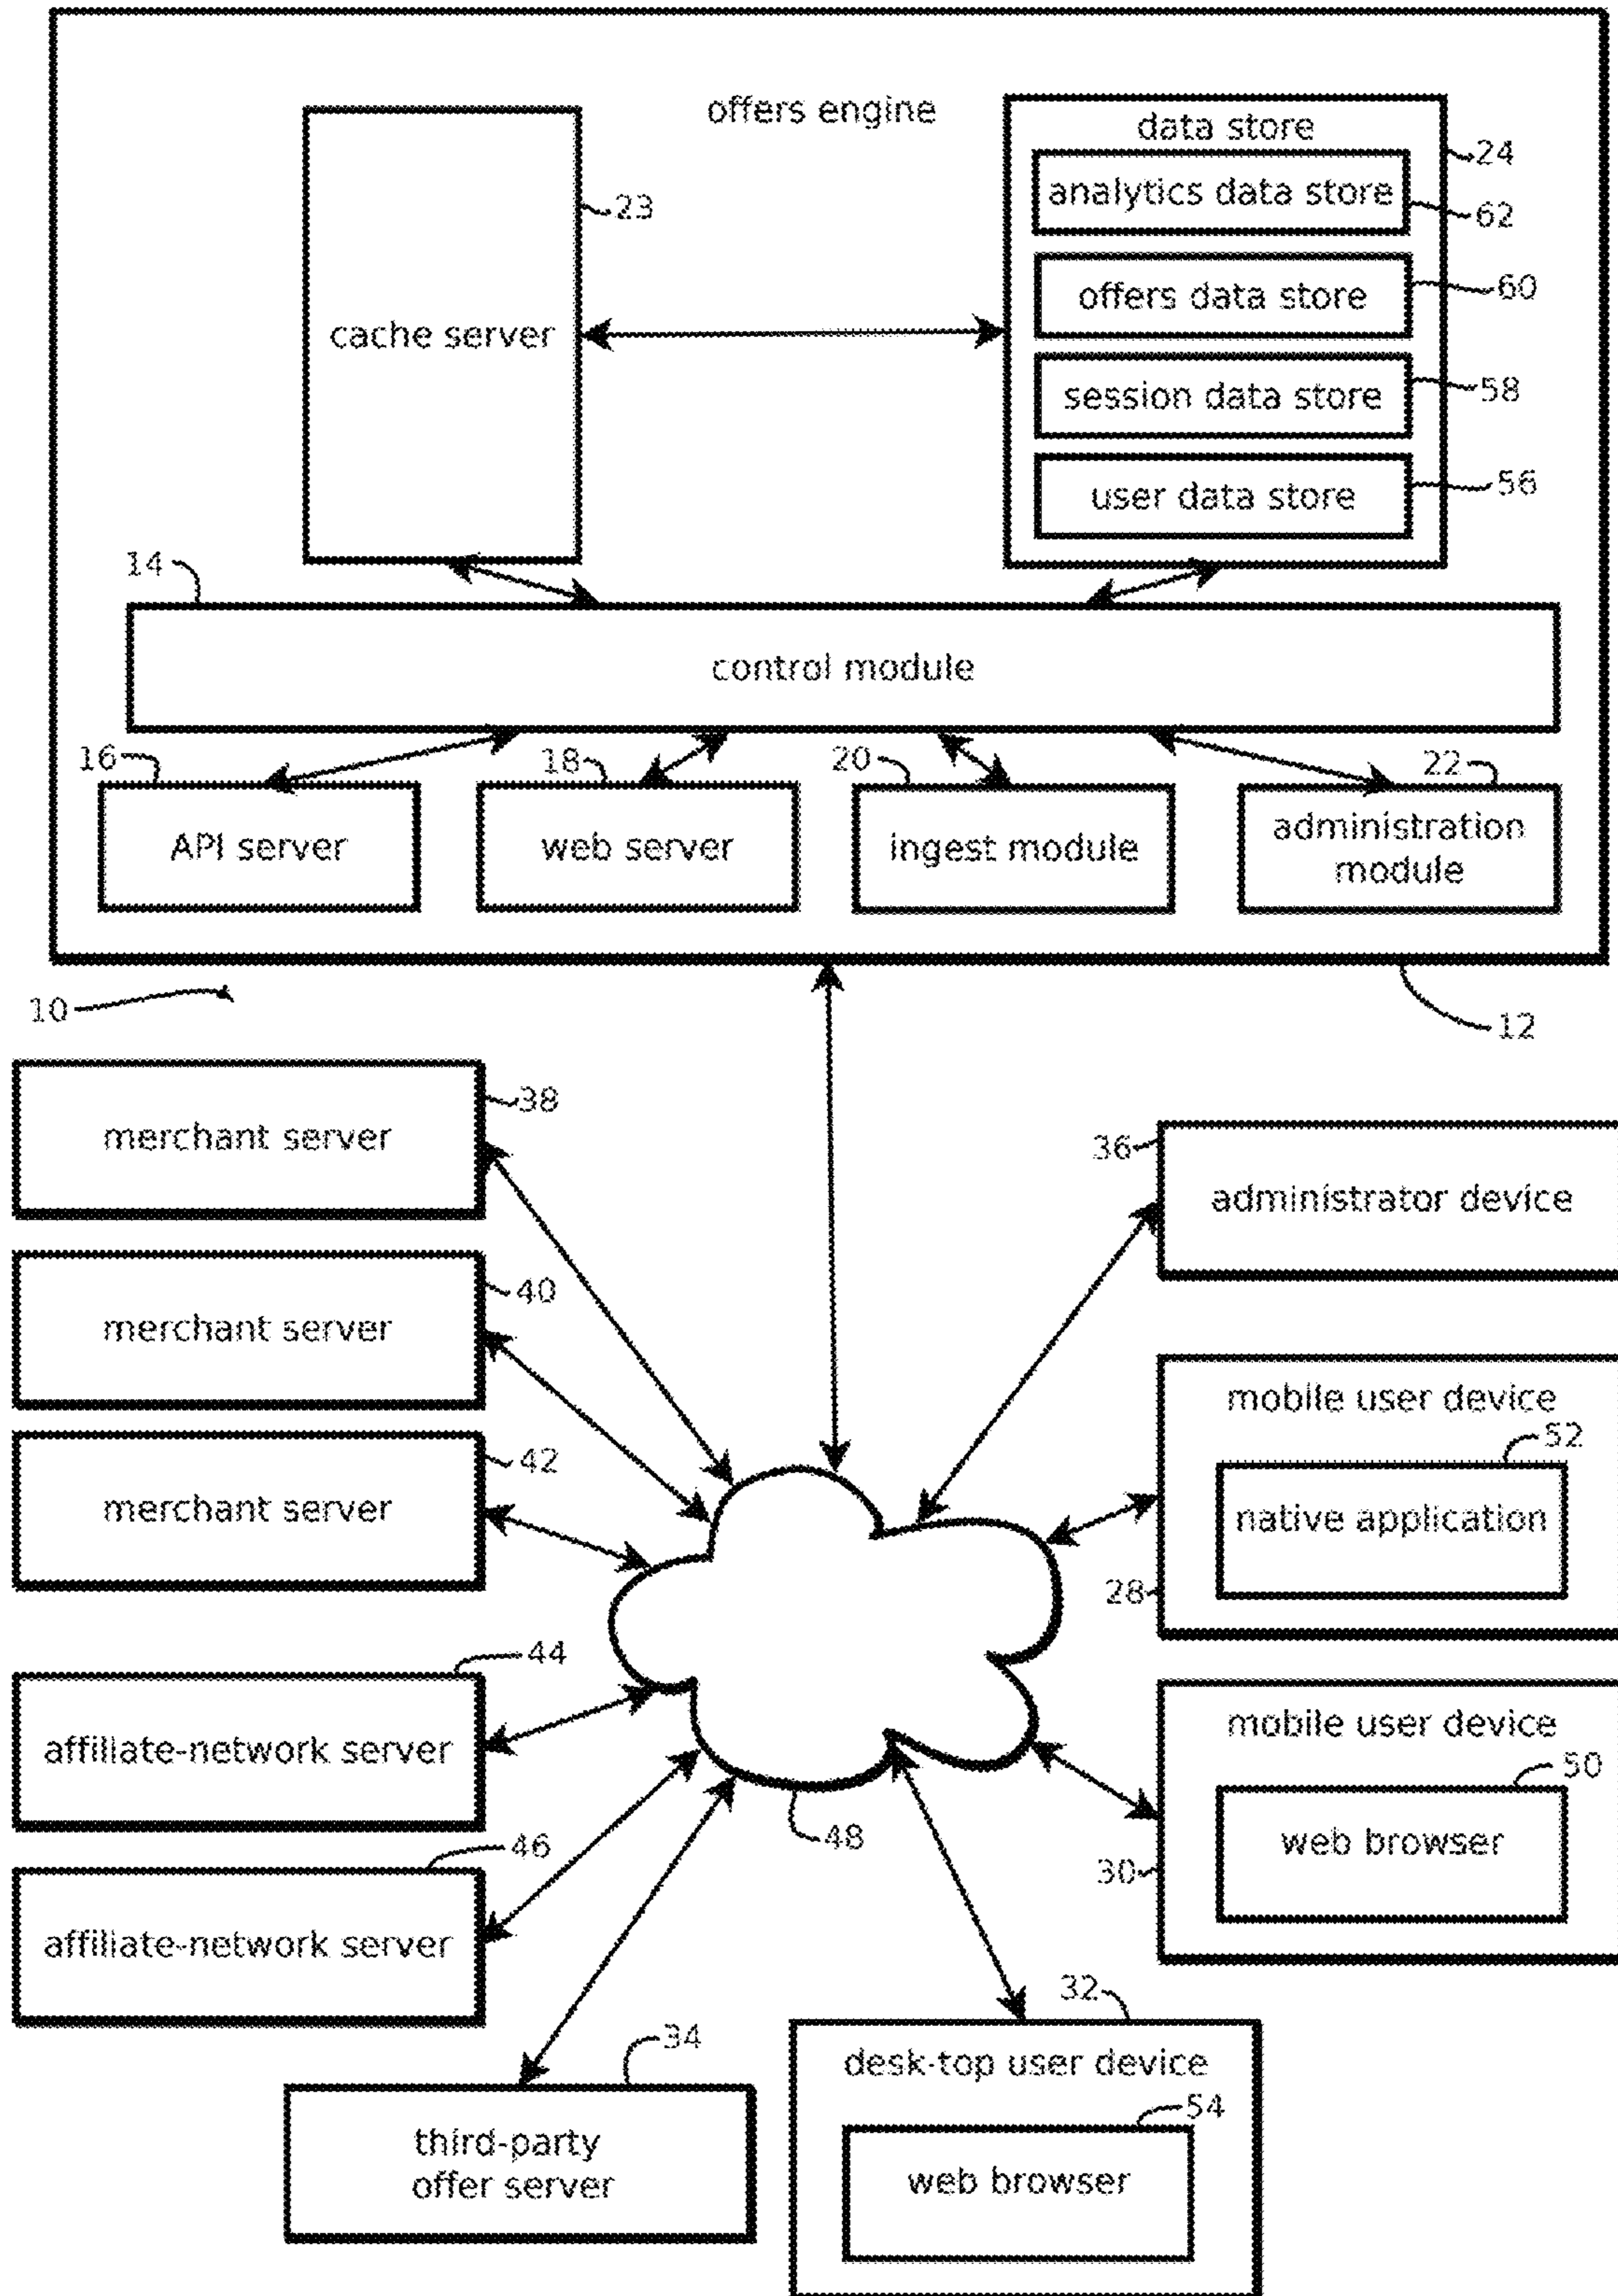 offers engine
data store
24
analytics data store
62
23
offers data store
60
cache server
session data store
58
user data store
56
14
control module
16
18
20
22
API server
web server
ingest module
administration
module
10
12
38
merchant server
36
administrator device
40
merchant server
mobile user device
52
42
merchant server
native application
28
44
affiliate-network server
mobile user device
50
48
web browser
46
30
affiliate-network server
32
34
desk-top user device
54
third-party
offer server
web browser